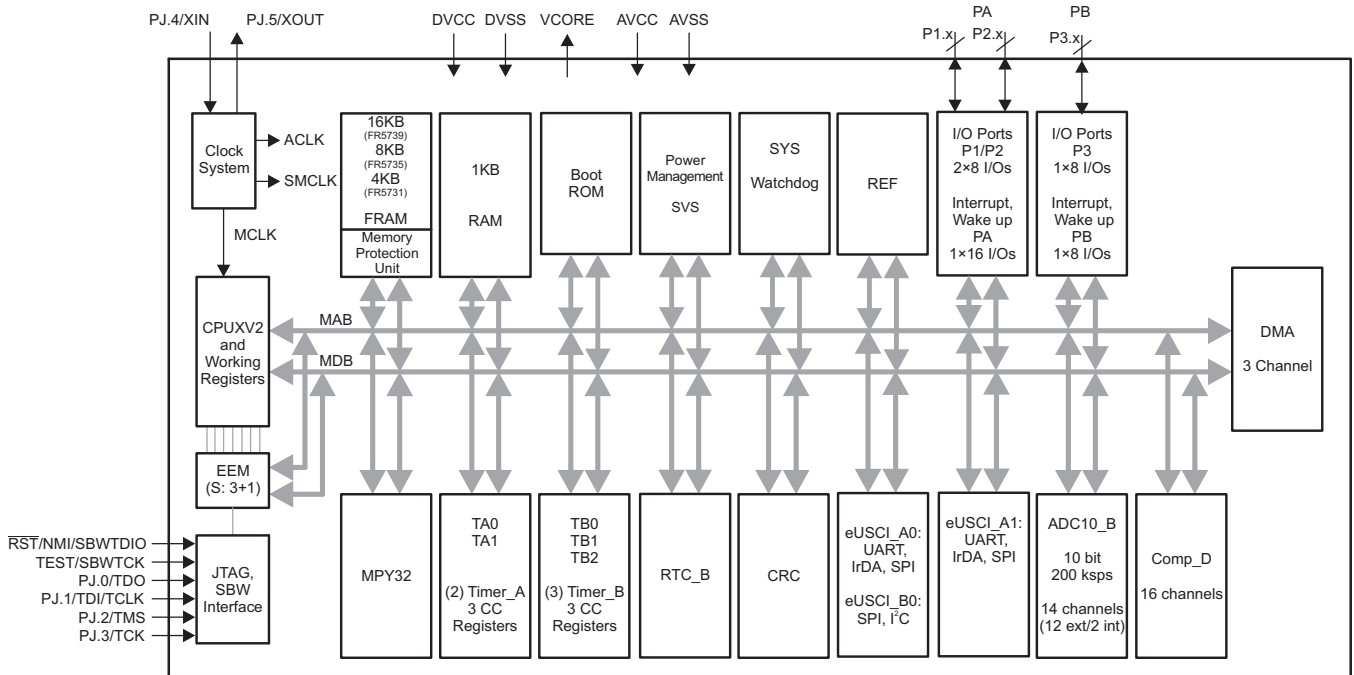 PJ.4/XIN
PJ.5/XOUT
DVCC
DVSS
VCORE
AVCC
AVSS
PA
P1.x
P2.x
PB
P3.x
Clock
System
ACLK
SMCLK
MCLK
16KB
(FR5739)
8KB
(FR5735)
4KB
(FR5731)
FRAM
Memory
Protection
Unit
1KB
RAM
Boot
ROM
Power
Management
SVS
SYS
Watchdog
REF
I/O Ports
P1/P2
2×8 I/Os
Interrupt,
Wake up
PA
1×16 I/Os
I/O Ports
P3
1×8 I/Os
Interrupt,
Wake up
PB
1×8 I/Os
CPUXV2
and
Working
Registers
MAB
MDB
DMA
3 Channel
EEM
(S: 3+1)
RST/NMI/SBWTDIO
TEST/SBWTCK
PJ.0/TDO
PJ.1/TDI/TCLK
PJ.2/TMS
PJ.3/TCK
JTAG,
SBW
Interface
MPY32
TA0
TA1
(2) Timer_A
3 CC
Registers
TB0
TB1
TB2
(3) Timer_B
3 CC
Registers
RTC_B
CRC
eUSCI_A0:
UART,
IrDA, SPI
eUSCI_B0:
SPI, I²C
eUSCI_A1:
UART,
IrDA, SPI
ADC10_B
10 bit
200 ksps
14 channels
(12 ext/2 int)
Comp_D
16 channels